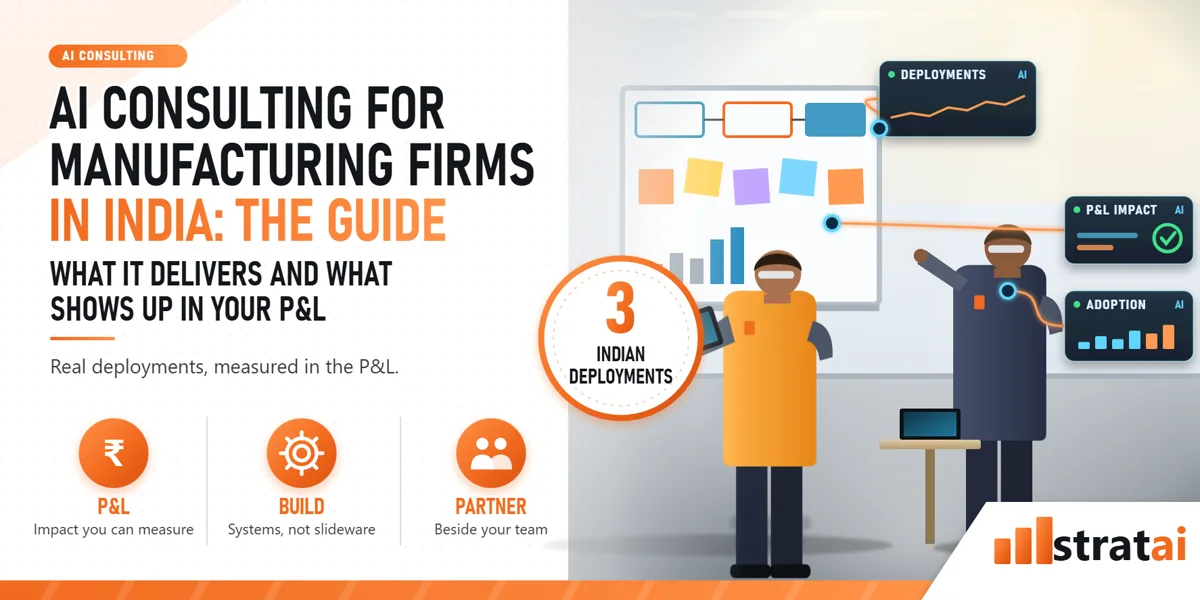 AI CONSULTING
AI CONSULTING FOR
MANUFACTURING FIRMS
IN INDIA: THE GUIDE
WHAT IT DELIVERS AND WHAT
SHOWS UP IN YOUR P&L
Real deployments, measured in the P&L.
₹
P&L
Impact you can measure
BUILD
Systems, not slideware
PARTNER
Beside your team
3
INDIAN
DEPLOYMENTS
DEPLOYMENTS AI
P&L IMPACT AI
ADOPTION AI
stratai